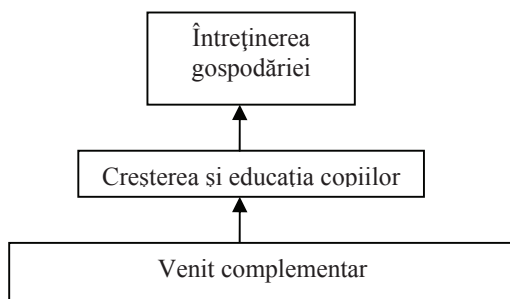 Întreţinerea
gospodăriei
Creşterea şi educaţia copiilor
Venit complementar